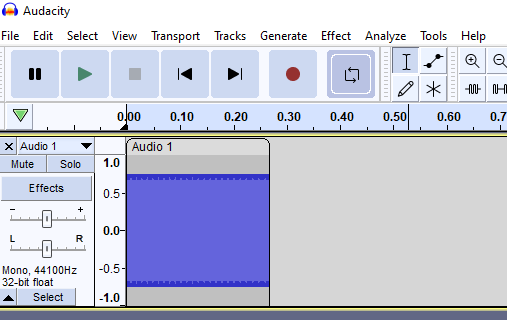 Audacity
File Edit Select View Transport Tracks Generate Effect Analyze Tools Help
0.00 0.10 0.20 0.30 0.40 0.50 0.60 0.7
Audio 1
Audio 1
Mute Solo
Effects
- +
L R
Mono, 44100Hz
32-bit float
Select
1.0
0.5
0.0
-0.5
-1.0